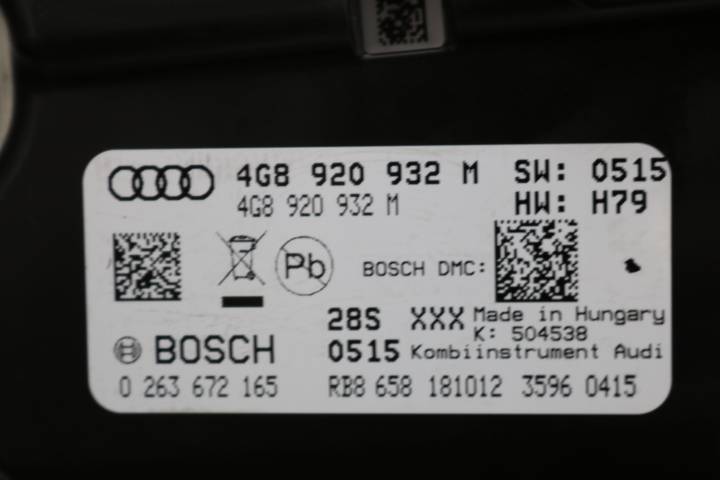 4G8 920 932 M SW: 0515
4G8 920 932 M HW: H79
Pb BOSCH DMC:
28S XXX Made in Hungary
K: 504538
BOSCH 0515 Kombiinstrument Audi
0 263 672 165 RB8 658 181012 3596 0415